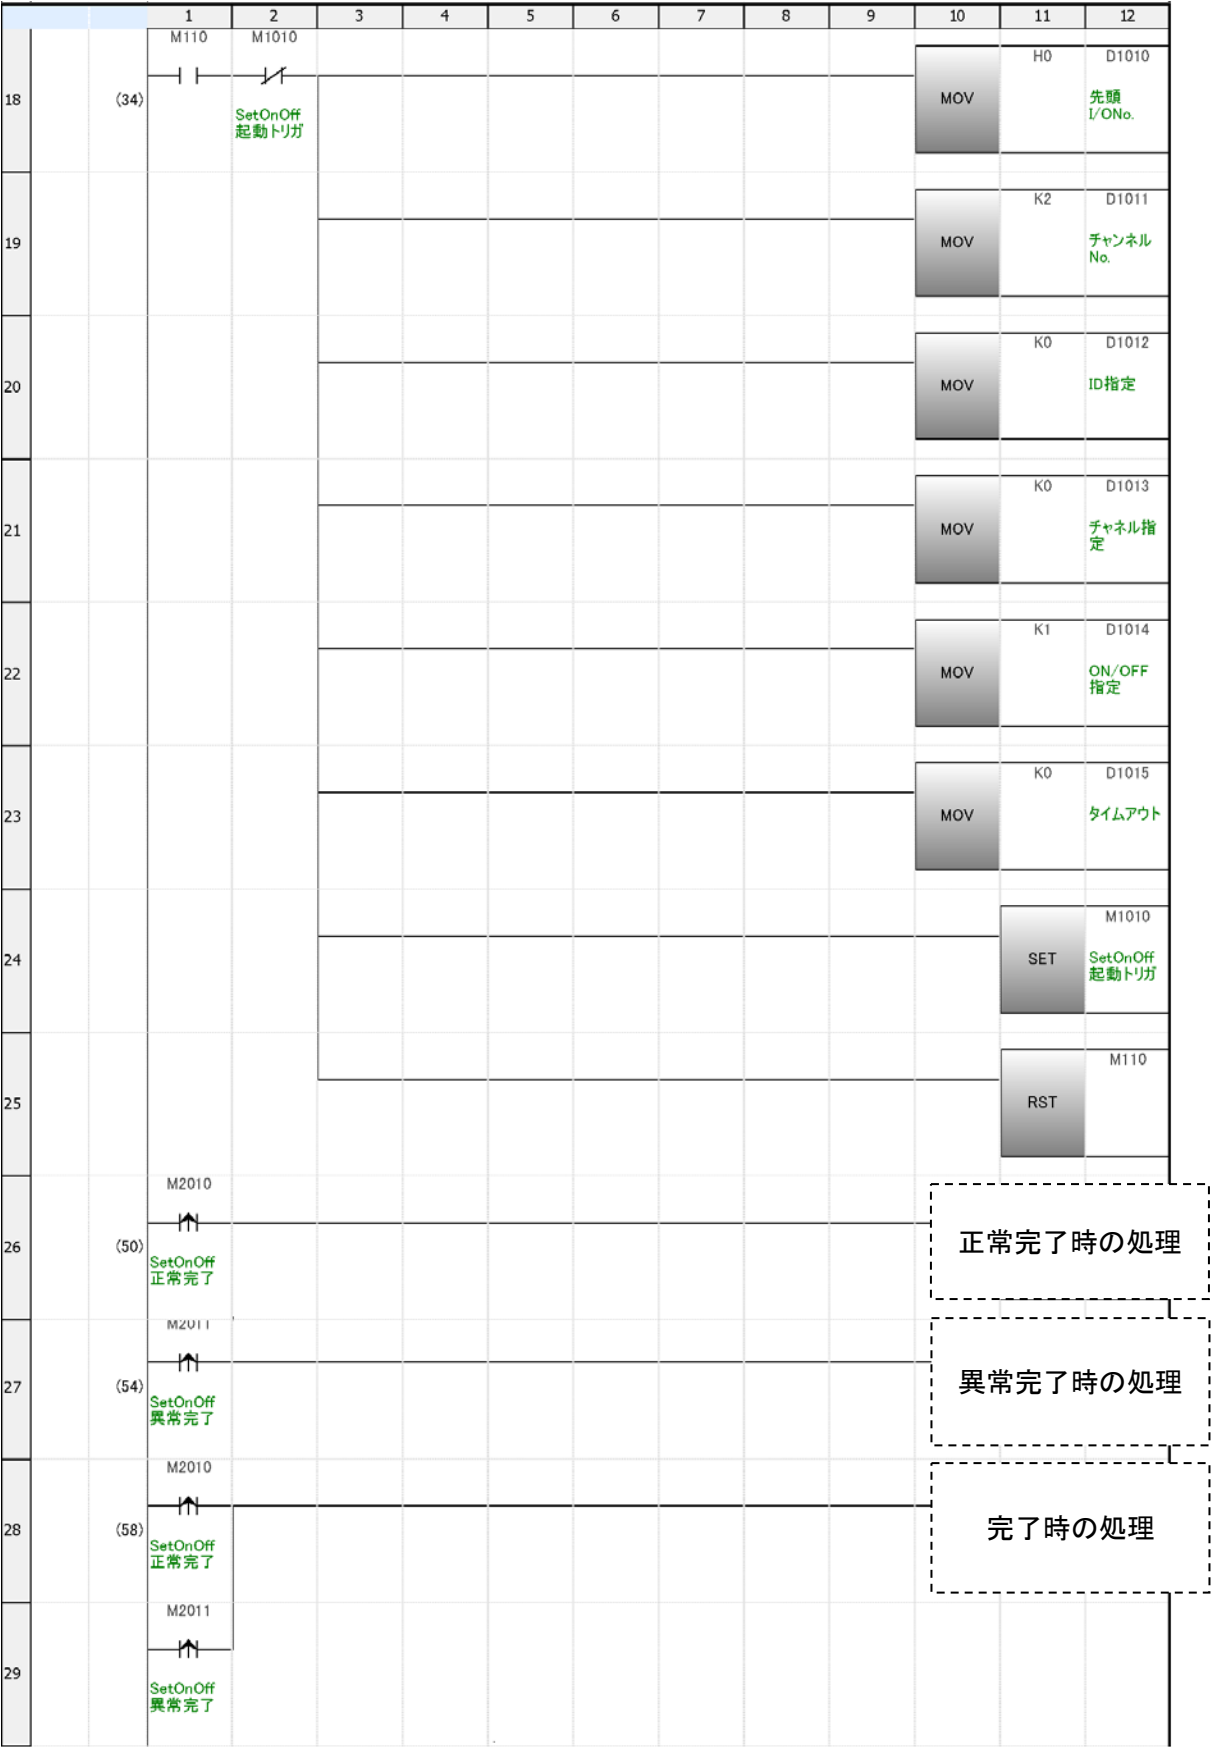 1 2 3 4 5 6 7 8 9 10 11 12
M110 M1010 H0 D1010
18 (34) MOV
SetOnOff
起動トリガ
先頭
I/ONo.
K2 D1011
19 MOV
チャンネル
No.
K0 D1012
20 MOV ID指定
K0 D1013
21 MOV
チャネル指
定
K1 D1014
22 MOV
ON/OFF
指定
K0 D1015
23 MOV タイムアウト
M1010
24 SET
SetOnOff
起動トリガ
M110
25 RST
M2010
26 (50) 正常完了時の処理
SetOnOff
正常完了
M2011
27 (54) 異常完了時の処理
SetOnOff
異常完了
M2010
28 (58) 完了時の処理
SetOnOff
正常完了
M2011
29
SetOnOff
異常完了